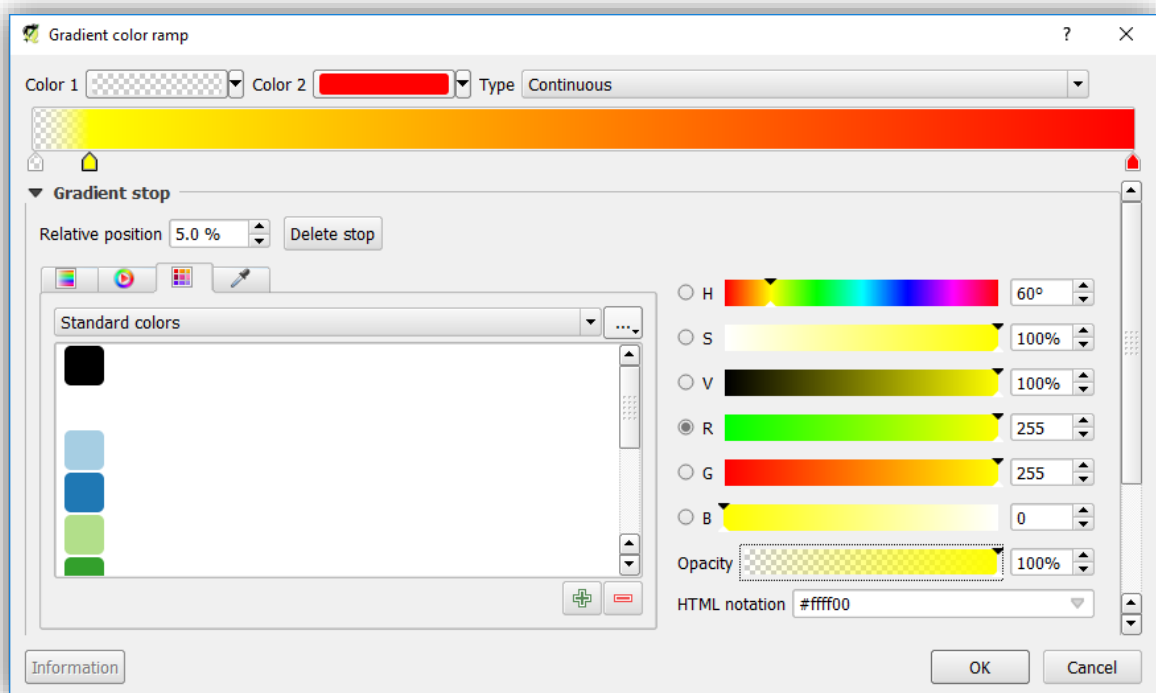 Gradient color ramp
?
Color 1 Color 2 Type Continuous
Gradient stop
Relative position 5.0 % Delete stop
Standard colors
...
H 60º
S 100%
V 100%
R 255
G 255
B 0
Opacity 100%
HTML notation #ffff00
Information OK Cancel